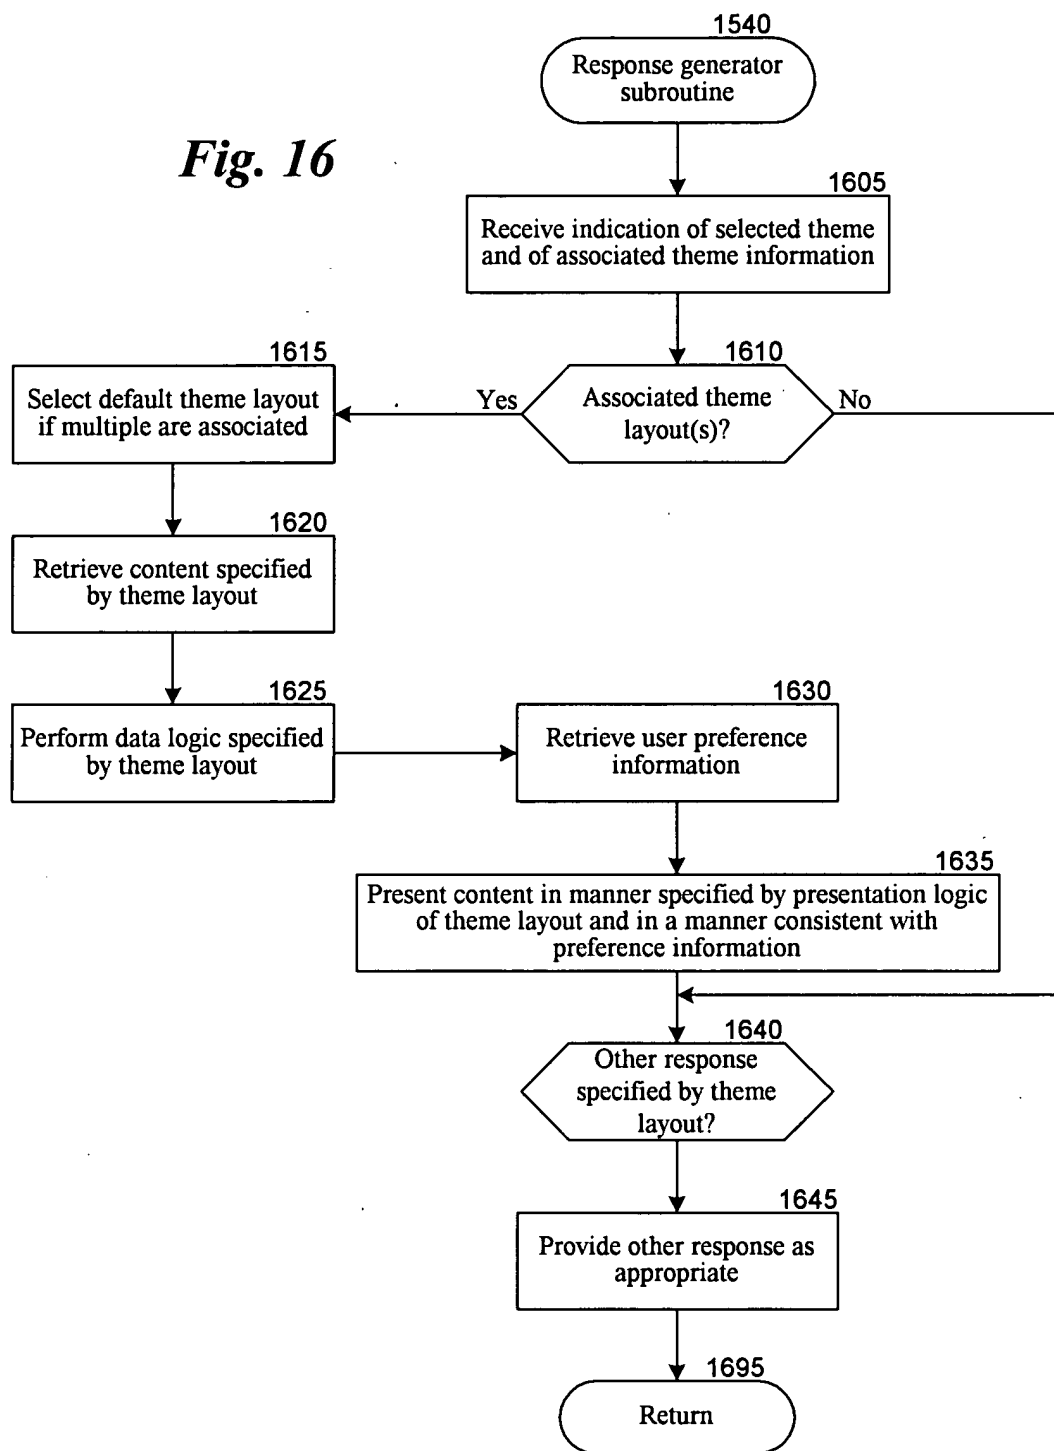 1540
Response generator
subroutine
Fig. 16
1605
Receive indication of selected theme
and of associated theme information
1610
Associated theme
layout(s)?
Yes
No
1615
Select default theme layout
if multiple are associated
1620
Retrieve content specified
by theme layout
1625
Perform data logic specified
by theme layout
1630
Retrieve user preference
information
1635
Present content in manner specified by presentation logic
of theme layout and in a manner consistent with
preference information
1640
Other response
specified by theme
layout?
1645
Provide other response as
appropriate
1695
Return